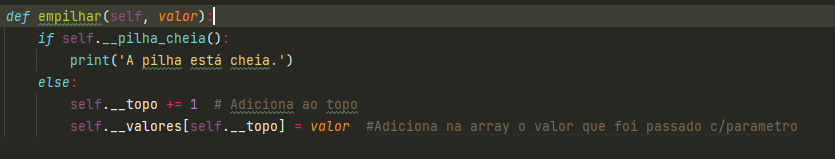 def empilhar(self, valor):
if self.__pilha_cheia():
print('A pilha está cheia.')
else:
self.__topo += 1 # Adiciona ao topo
self.__valores[self.__topo] = valor #Adiciona na array o valor que foi passado c/parametro